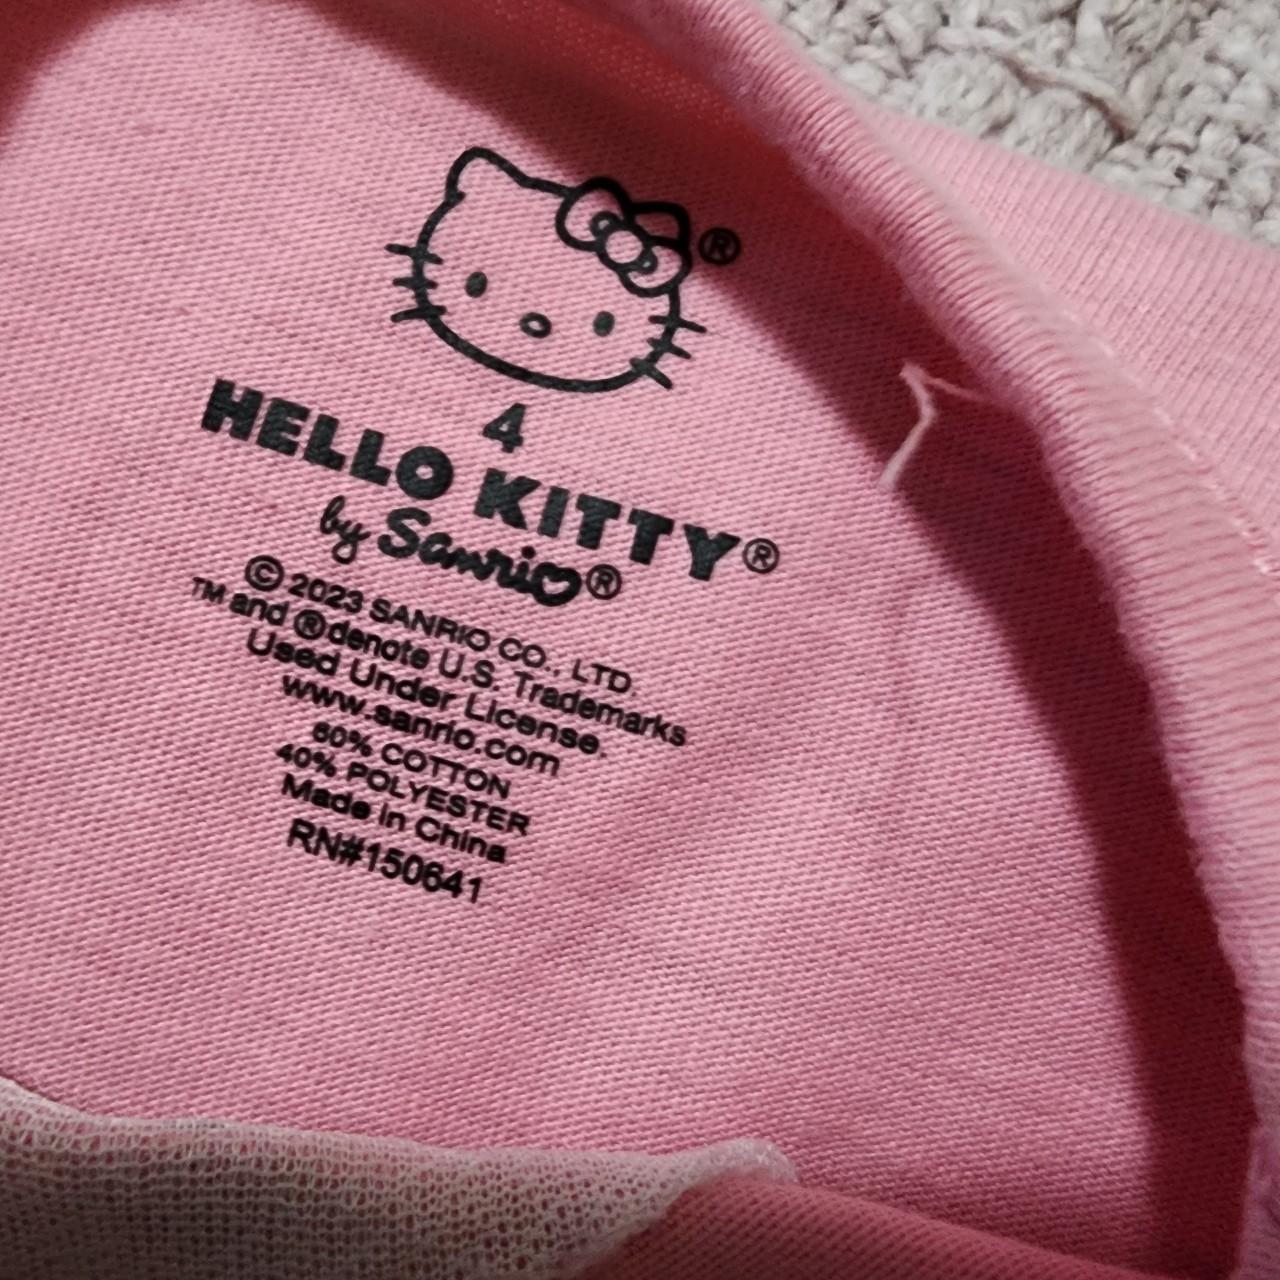 ®
4
HELLO KITTY®
by Sanrio®
© 2023 SANRIO CO., LTD.
TM and ® denote U.S. Trademarks
Used Under License.
www.sanrio.com
60% COTTON
40% POLYESTER
Made in China
RN#150641